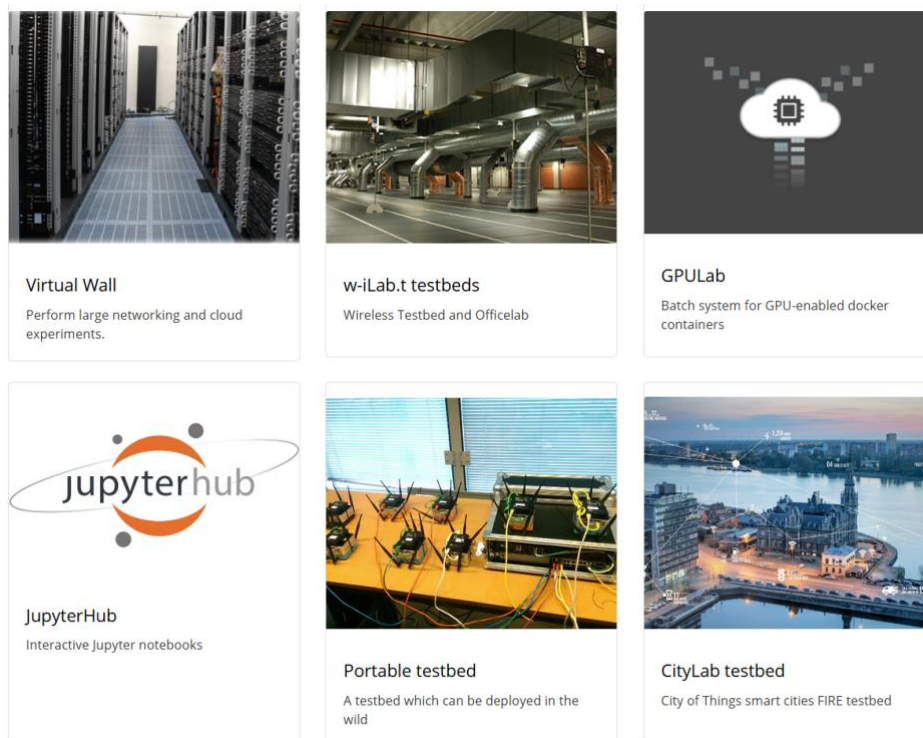 Virtual Wall
Perform large networking and cloud
experiments.
w-iLab.t testbeds
Wireless Testbed and Officelab
GPULab
Batch system for GPU-enabled docker
containers
jupyterhub
JupyterHub
Interactive Jupyter notebooks
Portable testbed
A testbed which can be deployed in the
wild
CityLab testbed
City of Things smart cities FIRE testbed